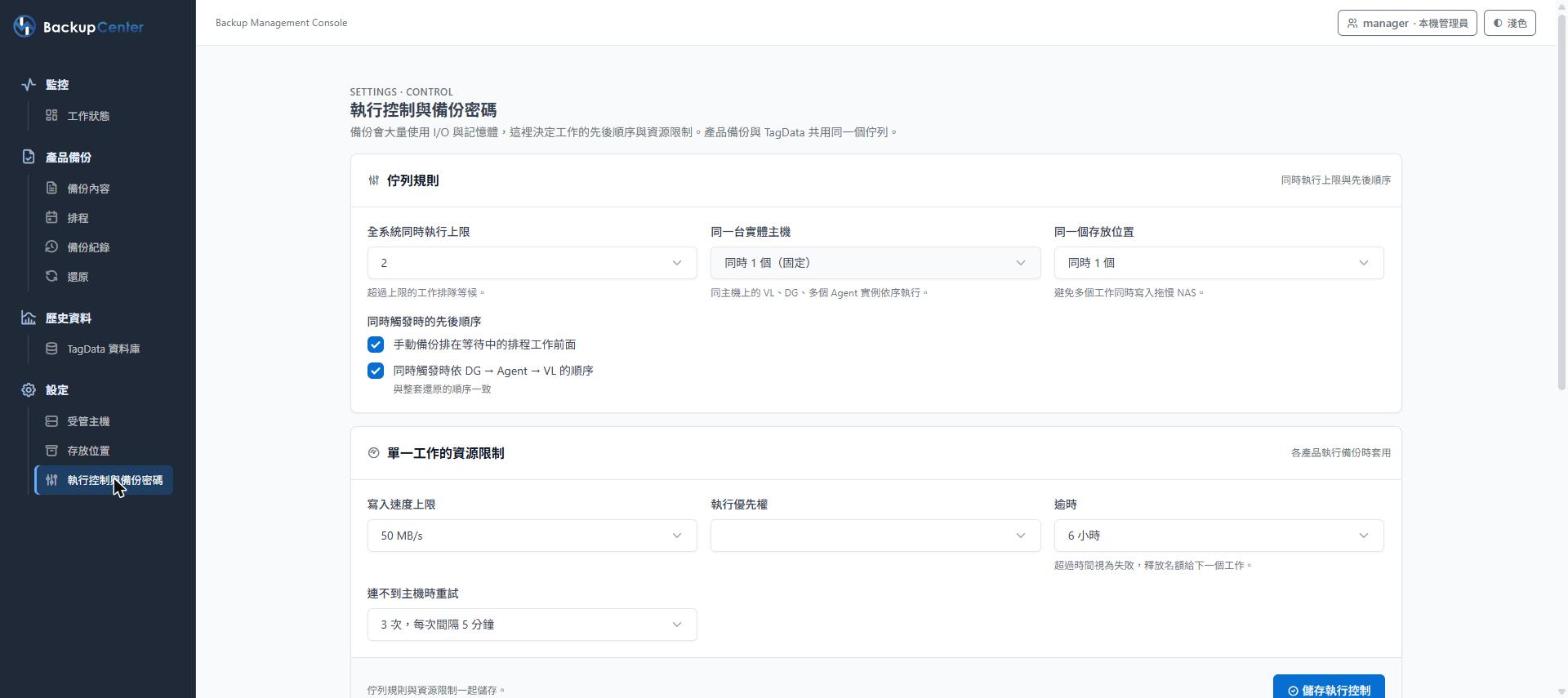 BackupCenter
Backup Management Console
manager · 本機管理員
淺色
監控
工作狀態
產品備份
備份內容
排程
備份紀錄
還原
歷史資料
TagData 資料庫
設定
受管主機
存放位置
執行控制與備份密碼
SETTINGS · CONTROL
執行控制與備份密碼
備份會大量使用 I/O 與記憶體,這裡決定工作的先後順序與資源限制。產品備份與 TagData 共用同一個佇列。
佇列規則
同時執行上限與先後順序
全系統同時執行上限
同一台實體主機
同一個存放位置
2
同時 1 個(固定)
同時 1 個
超過上限的工作排隊等候。
同主機上的 VL、DG、多個 Agent 實例依序執行。
避免多個工作同時寫入拖慢 NAS。
同時觸發時的先後順序
手動備份排在等待中的排程工作前面
同時觸發時依 DG → Agent → VL 的順序
與整套還原的順序一致
單一工作的資源限制
各產品執行備份時套用
寫入速度上限
執行優先權
逾時
50 MB/s
6 小時
超過時間視為失敗,釋放名額給下一個工作。
連不到主機時重試
3 次,每次間隔 5 分鐘
佇列規則與資源限制一起儲存。
儲存執行控制